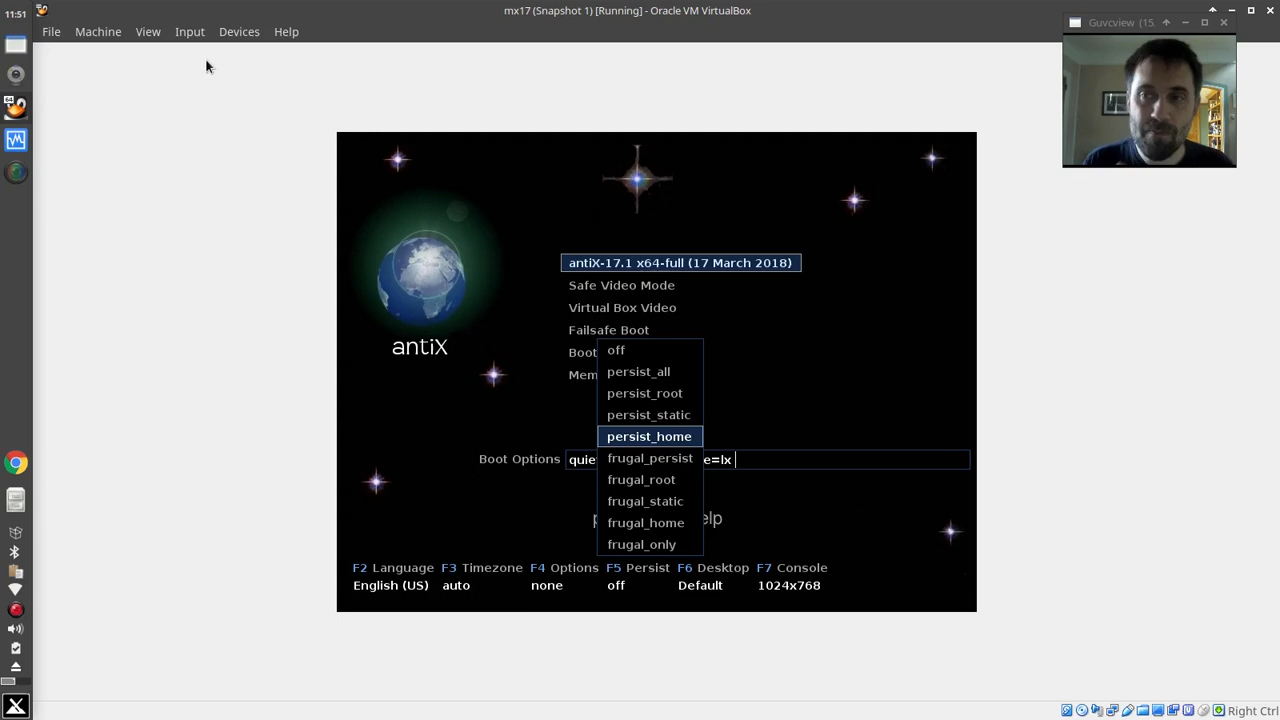 11:51
mx17 (Snapshot 1) [Running] - Oracle VM VirtualBox
Guvcview (15.
File Machine View Input Devices Help
64
antiX-17.1 x64-full (17 March 2018)
Safe Video Mode
Virtual Box Video
Failsafe Boot
antiX
Boot
off
persist_all
Mem
persist_root
persist_static
persist_home
Boot Options quie e=lx
frugal_persist
frugal_root
frugal_static
frugal_home
elp
frugal_only
F2 Language F3 Timezone F4 Options F5 Persist F6 Desktop F7 Console
English (US) auto none off Default 1024x768
Right Ctrl